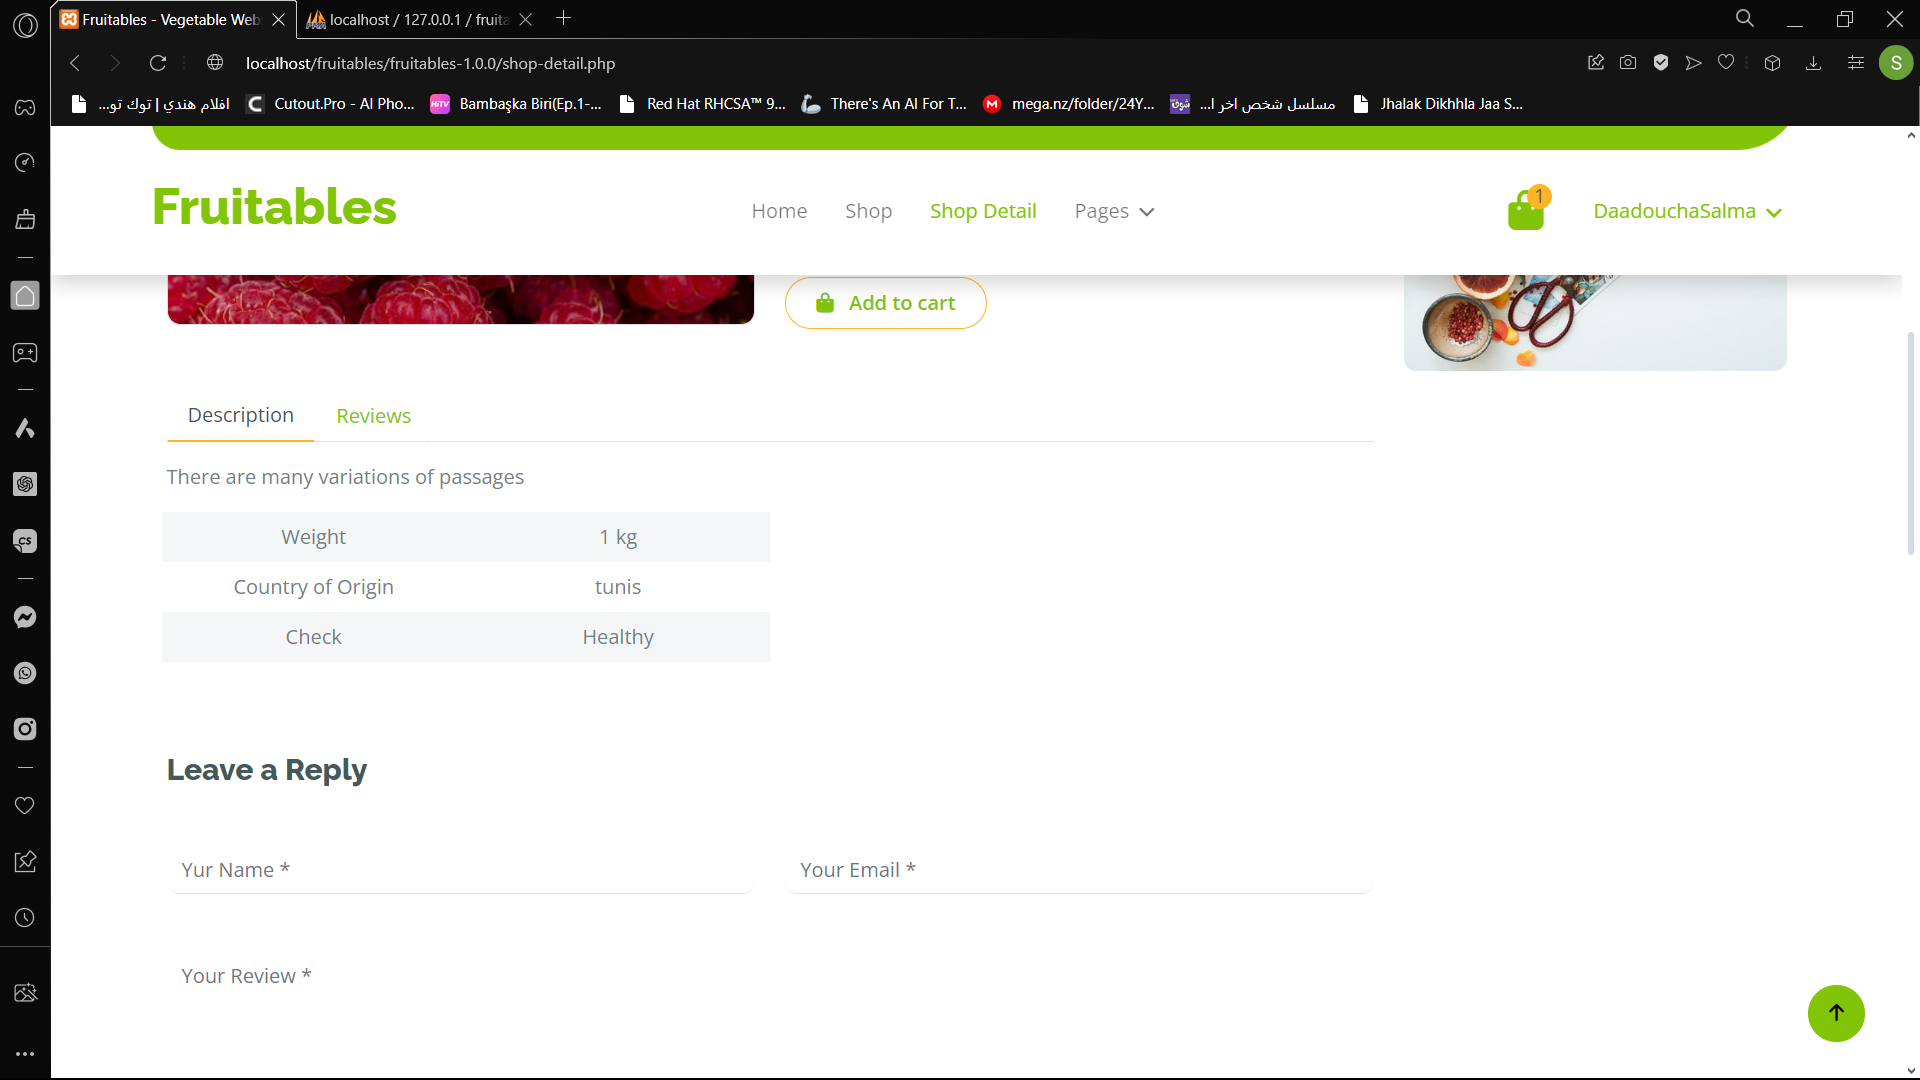 Fruitables - Vegetable Web
localhost / 127.0.0.1 / fruita
localhost/fruitables/fruitables-1.0.0/shop-detail.php
S
افلام هندي | توك تو...
Cutout.Pro - AI Pho...
HiTV
Bambaşka Biri(Ep.1-...
Red Hat RHCSA™ 9...
There's An AI For T...
M
mega.nz/folder/24Y...
مسلسل شخص اخر ا...
Jhalak Dikhhla Jaa S...
Fruitables
Home
Shop
Shop Detail
Pages
1
DaadouchaSalma
Add to cart
Description
Reviews
There are many variations of passages
Weight 1 kg
Country of Origin tunis
Check Healthy
Leave a Reply
Yur Name *
Your Email *
Your Review *
CS